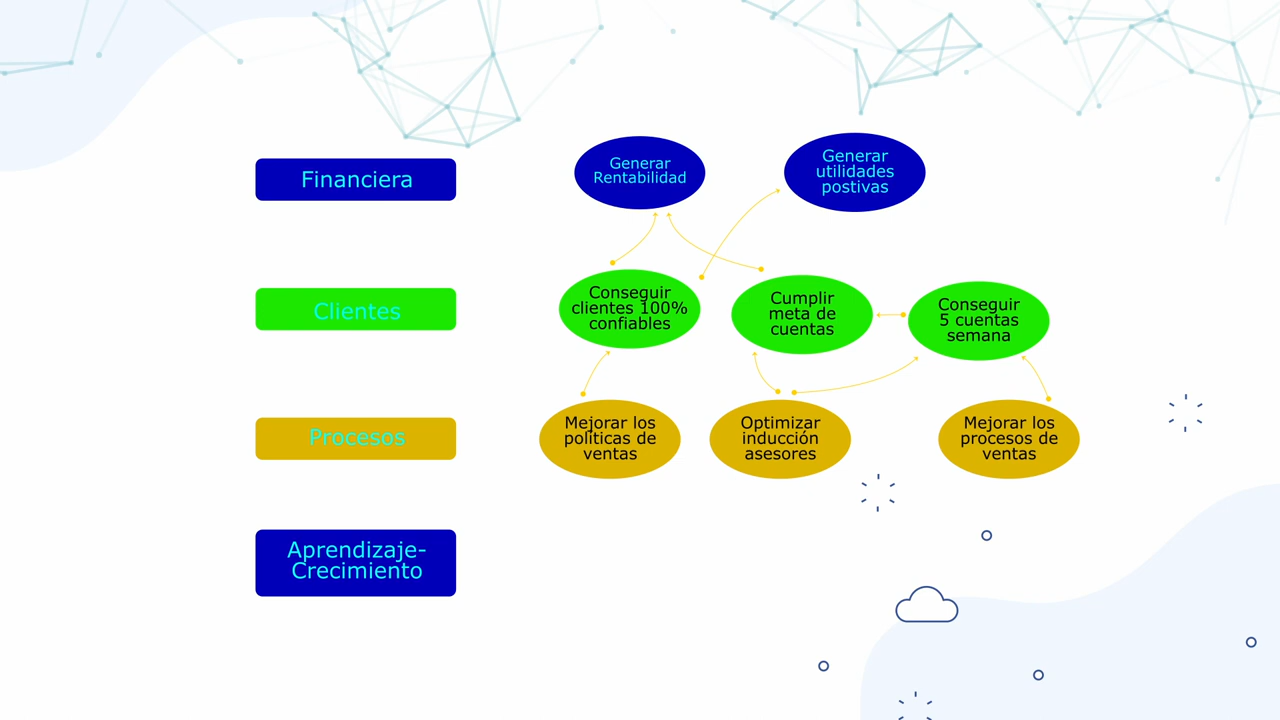 Financiera
Generar
Rentabilidad
Generar
utilidades
postivas
Clientes
Conseguir
clientes 100%
confiables
Cumplir
meta de
cuentas
Conseguir
5 cuentas
semana
Procesos
Mejorar los
políticas de
ventas
Optimizar
inducción
asesores
Mejorar los
procesos de
ventas
Aprendizaje-
Crecimiento